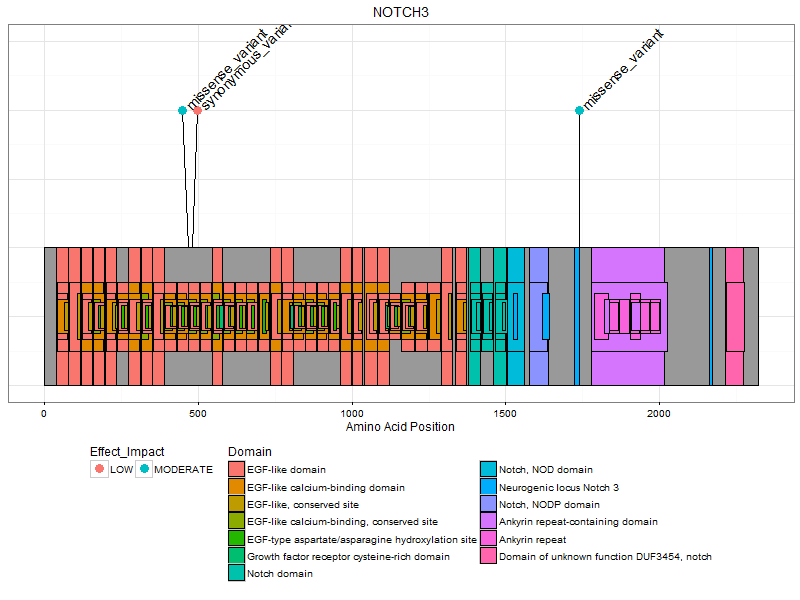 NOTCH3
missense_variant
synonymous_varia
missense_variant
0 500 1000 1500 2000
Amino Acid Position
Effect_Impact
LOW MODERATE
Domain
EGF-like domain
EGF-like calcium-binding domain
EGF-like, conserved site
EGF-like calcium-binding, conserved site
EGF-type aspartate/asparagine hydroxylation site
Growth factor receptor cysteine-rich domain
Notch domain
Notch, NOD domain
Neurogenic locus Notch 3
Notch, NODP domain
Ankyrin repeat-containing domain
Ankyrin repeat
Domain of unknown function DUF3454, notch